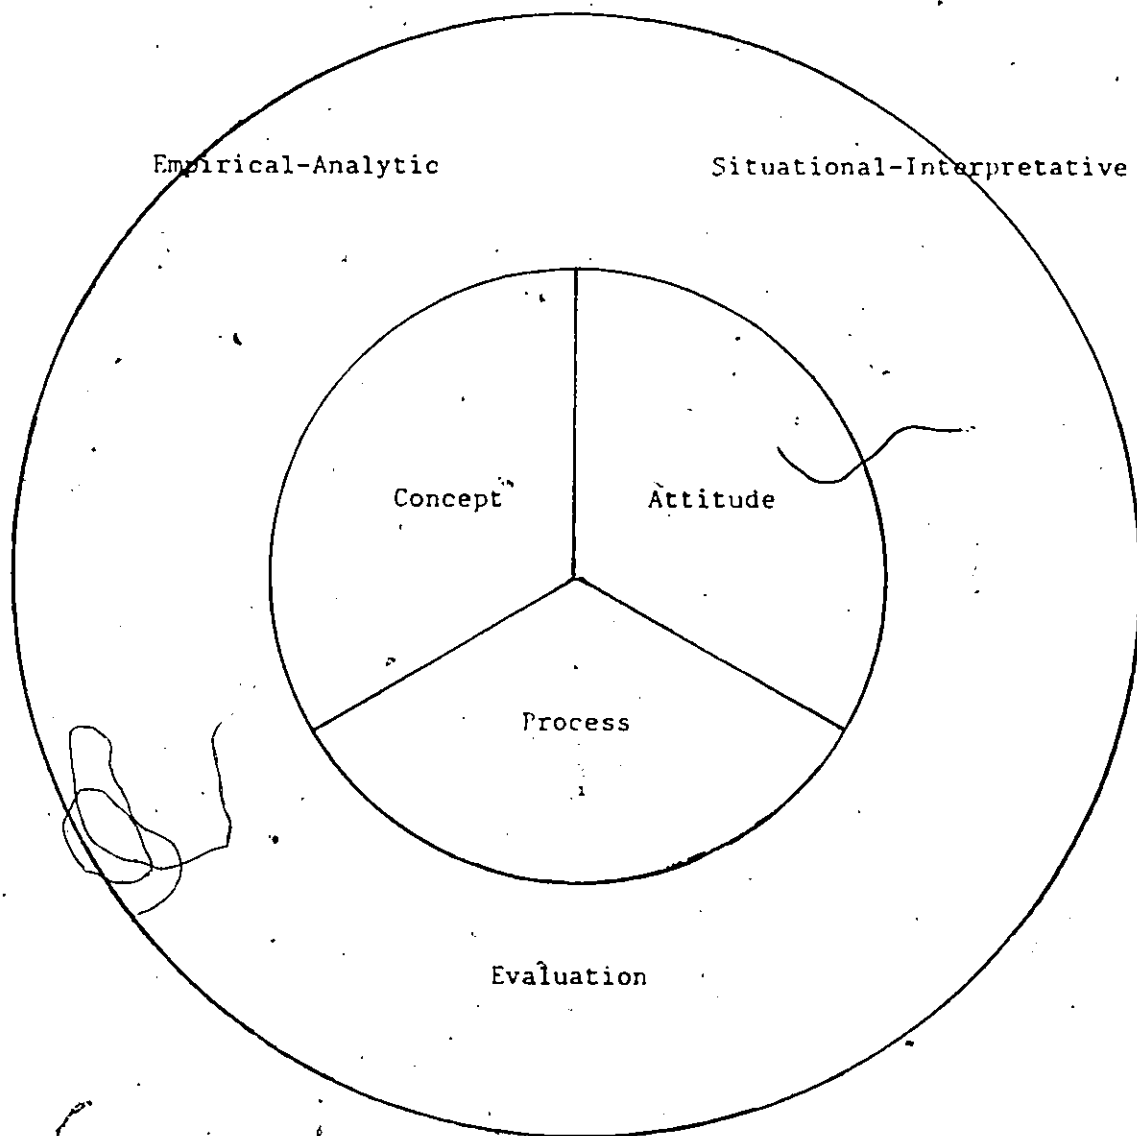 Empirical-Analytic
Situational-Interpretative
Concept
Attitude
Process
Evaluation